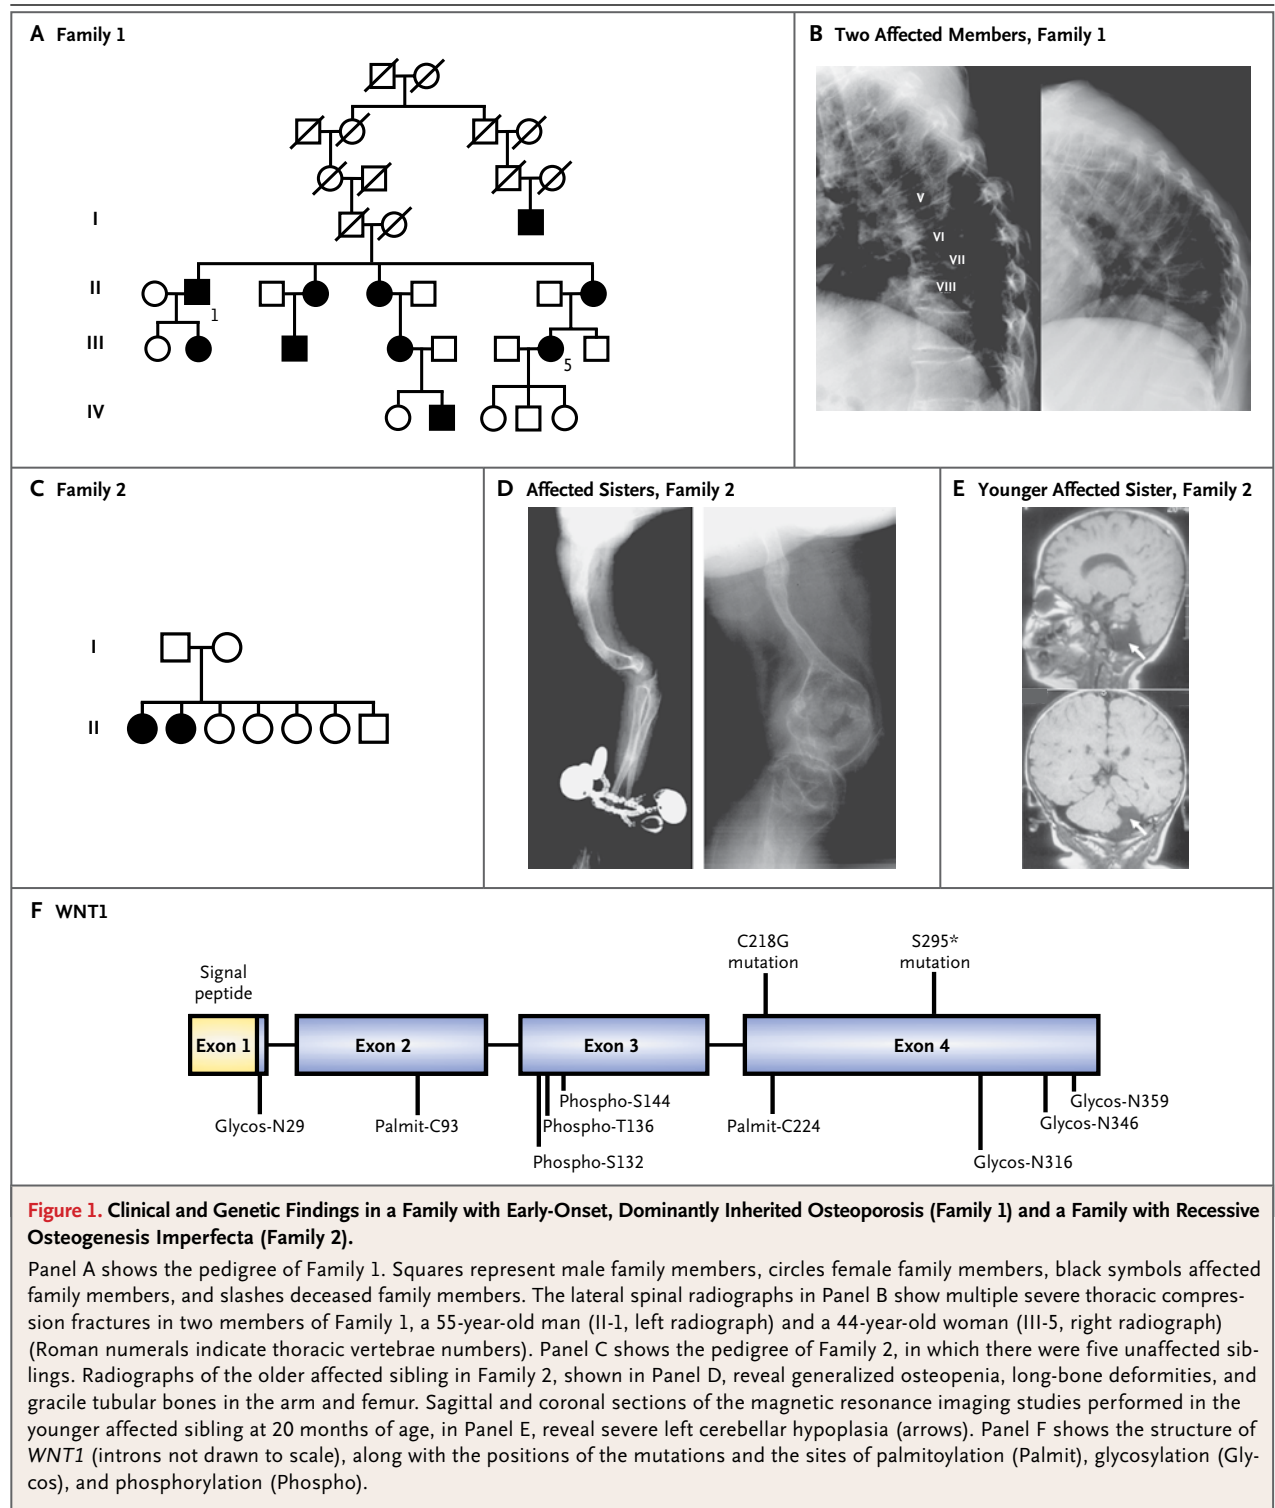 A Family 1
I
II
1
III
5
IV
B Two Affected Members, Family 1
V
VI
VII
VIII
C Family 2
I
II
D Affected Sisters, Family 2
E Younger Affected Sister, Family 2
F WNT1
C218G
mutation
S295*
mutation
Signal
peptide
Exon 1
Exon 2
Exon 3
Exon 4
Glycos-N29
Palmit-C93
Phospho-S144
Phospho-T136
Phospho-S132
Palmit-C224
Glycos-N359
Glycos-N346
Glycos-N316
Figure 1. Clinical and Genetic Findings in a Family with Early-Onset, Dominantly Inherited Osteoporosis (Family 1) and a Family with Recessive
Osteogenesis Imperfecta (Family 2).
Panel A shows the pedigree of Family 1. Squares represent male family members, circles female family members, black symbols affected
family members, and slashes deceased family members. The lateral spinal radiographs in Panel B show multiple severe thoracic compres-
sion fractures in two members of Family 1, a 55-year-old man (II-1, left radiograph) and a 44-year-old woman (III-5, right radiograph)
(Roman numerals indicate thoracic vertebrae numbers). Panel C shows the pedigree of Family 2, in which there were five unaffected sib-
lings. Radiographs of the older affected sibling in Family 2, shown in Panel D, reveal generalized osteopenia, long-bone deformities, and
gracile tubular bones in the arm and femur. Sagittal and coronal sections of the magnetic resonance imaging studies performed in the
younger affected sibling at 20 months of age, in Panel E, reveal severe left cerebellar hypoplasia (arrows). Panel F shows the structure of
WNT1 (introns not drawn to scale), along with the positions of the mutations and the sites of palmitoylation (Palmit), glycosylation (Gly-
cos), and phosphorylation (Phospho).